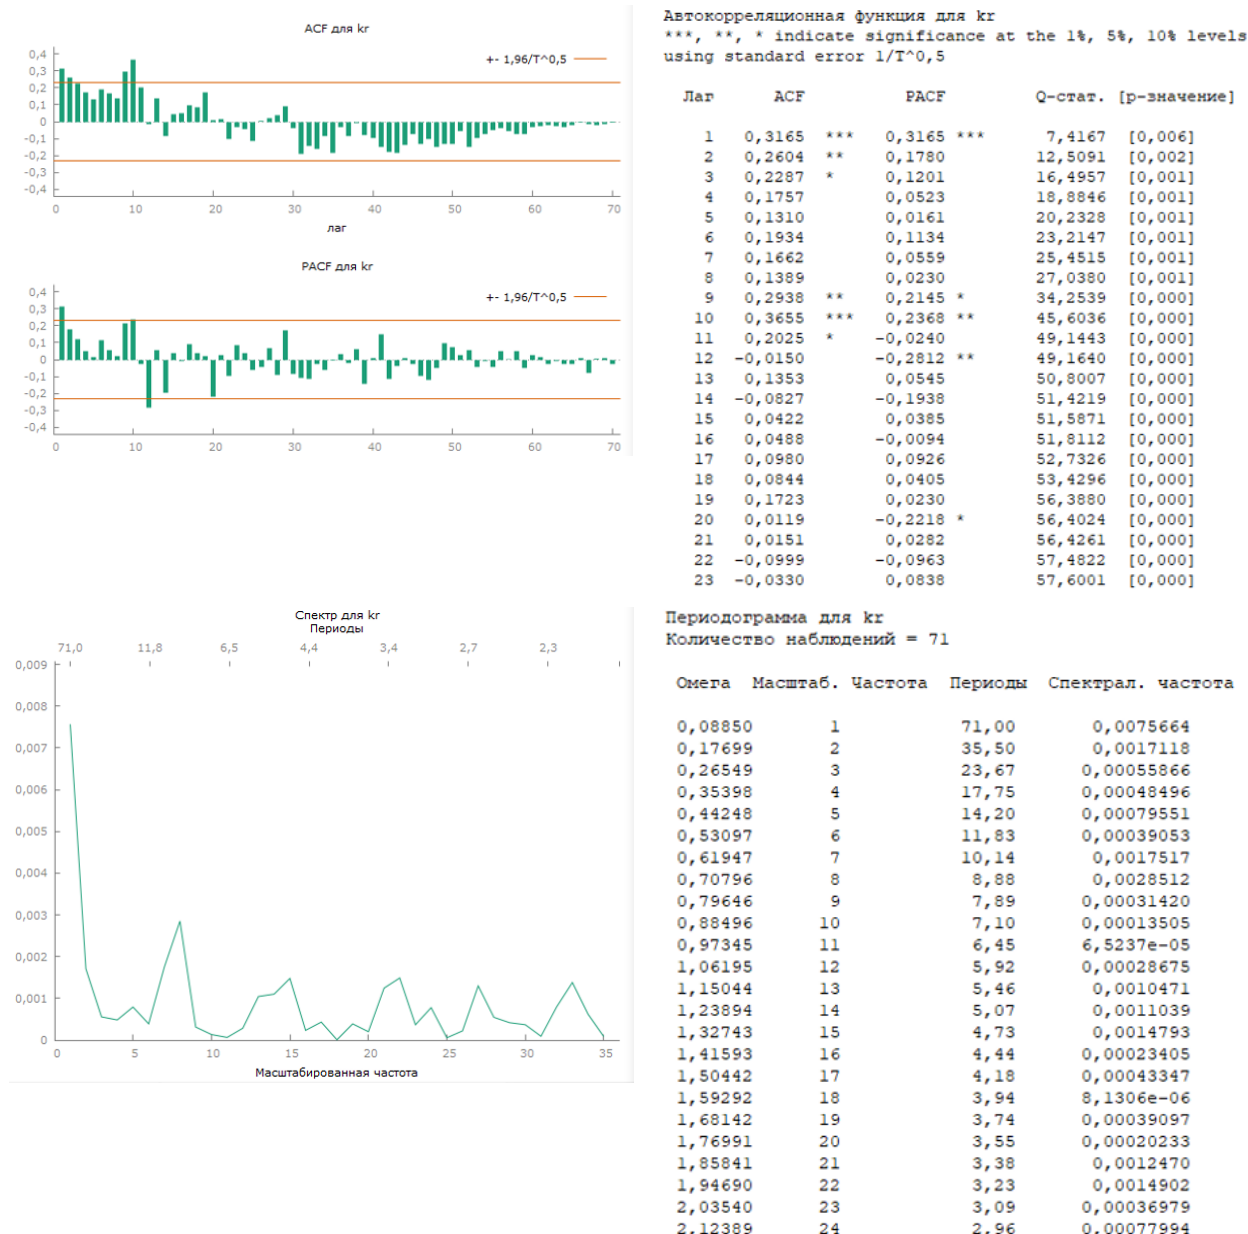 ACF для kr
+- 1,96/T^0,5
0,4
0,3
0,2
0,1
0
-0,1
-0,2
-0,3
-0,4
0 10 20 30 40 50 60 70
лаг
PACF для kr
+- 1,96/T^0,5
0,4
0,3
0,2
0,1
0
-0,1
-0,2
-0,3
-0,4
0 10 20 30 40 50 60 70
Автокорреляционная функция для kr
***, **, * indicate significance at the 1%, 5%, 10% levels
using standard error 1/T^0,5
Лаг ACF PACF Q-стат. [p-значение]
1 0,3165 *** 0,3165 *** 7,4167 [0,006]
2 0,2604 ** 0,1780 12,5091 [0,002]
3 0,2287 * 0,1201 16,4957 [0,001]
4 0,1757 0,0523 18,8846 [0,001]
5 0,1310 0,0161 20,2328 [0,001]
6 0,1934 0,1134 23,2147 [0,001]
7 0,1662 0,0559 25,4515 [0,001]
8 0,1389 0,0230 27,0380 [0,001]
9 0,2938 ** 0,2145 * 34,2539 [0,000]
10 0,3655 *** 0,2368 ** 45,6036 [0,000]
11 0,2025 * -0,0240 49,1443 [0,000]
12 -0,0150 -0,2812 ** 49,1640 [0,000]
13 0,1353 0,0545 50,8007 [0,000]
14 -0,0827 -0,1938 51,4219 [0,000]
15 0,0422 0,0385 51,5871 [0,000]
16 0,0488 -0,0094 51,8112 [0,000]
17 0,0980 0,0926 52,7326 [0,000]
18 0,0844 0,0405 53,4296 [0,000]
19 0,1723 0,0230 56,3880 [0,000]
20 0,0119 -0,2218 * 56,4024 [0,000]
21 0,0151 0,0282 56,4261 [0,000]
22 -0,0999 -0,0963 57,4822 [0,000]
23 -0,0330 0,0838 57,6001 [0,000]
Спектр для kr
Периоды
71,0 11,8 6,5 4,4 3,4 2,7 2,3
0,009
0,008
0,007
0,006
0,005
0,004
0,003
0,002
0,001
0
0 5 10 15 20 25 30 35
Масштабированная частота
Периодограмма для kr
Количество наблюдений = 71
Омега Масштаб. Частота Периоды Спектрал. частота
0,08850 1 71,00 0,0075664
0,17699 2 35,50 0,0017118
0,26549 3 23,67 0,00055866
0,35398 4 17,75 0,00048496
0,44248 5 14,20 0,00079551
0,53097 6 11,83 0,00039053
0,61947 7 10,14 0,0017517
0,70796 8 8,88 0,0028512
0,79646 9 7,89 0,00031420
0,88496 10 7,10 0,00013505
0,97345 11 6,45 6,5237e-05
1,06195 12 5,92 0,00028675
1,15044 13 5,46 0,0010471
1,23894 14 5,07 0,0011039
1,32743 15 4,73 0,0014793
1,41593 16 4,44 0,00023405
1,50442 17 4,18 0,00043347
1,59292 18 3,94 8,1306e-06
1,68142 19 3,74 0,00039097
1,76991 20 3,55 0,00020233
1,85841 21 3,38 0,0012470
1,94690 22 3,23 0,0014902
2,03540 23 3,09 0,00036979
2,12389 24 2,96 0,00077994